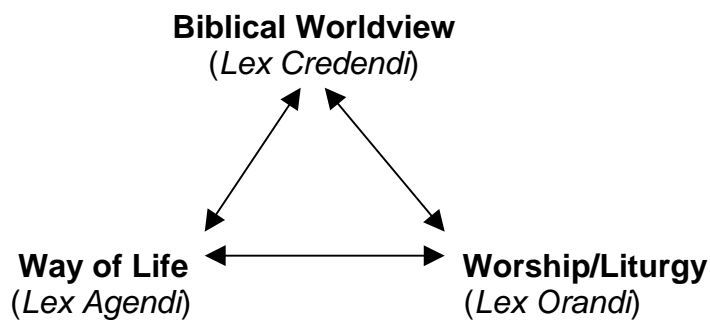 Biblical Worldview
(Lex Credendi)
Way of Life
(Lex Agendi)
Worship/Liturgy
(Lex Orandi)